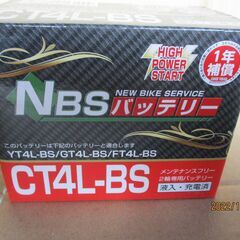 HIGH
POWER
START
1年
補償
NBS
NEW BIKE SERVICE
バッテリー
このバッテリーは下記のバッテリーと適合します
YT4L-BS/GT4L-BS/FT4L-BS
CT4L-BS
メンテナンスフリー
2輪専用バッテリー
液入・充電済